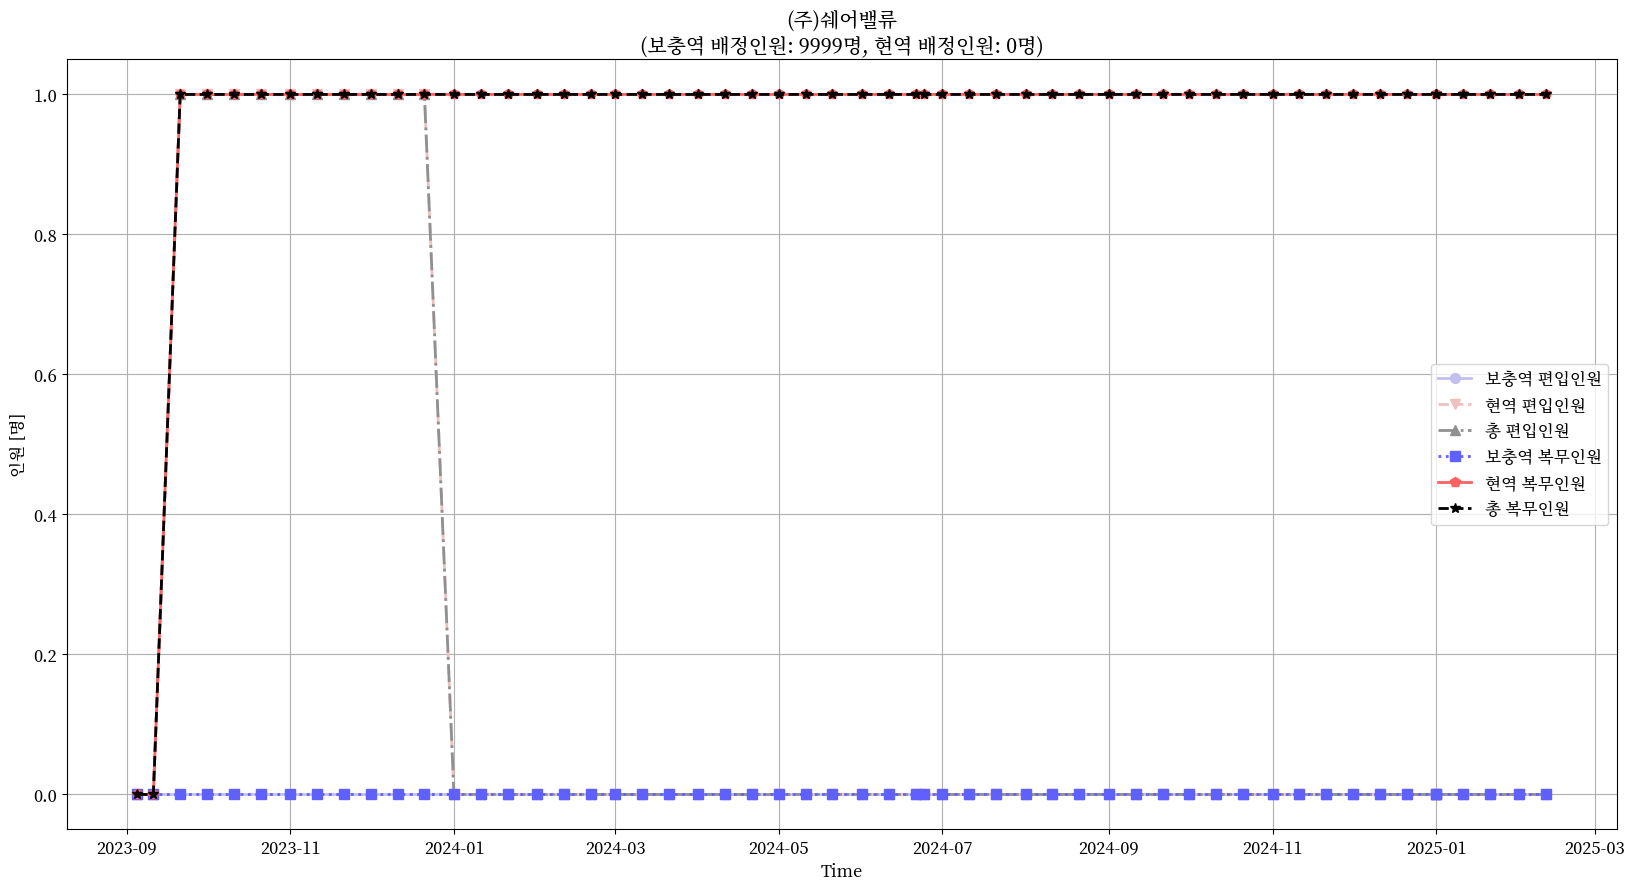 (주)쉐어밸류
(보충역 배정인원: 9999명, 현역 배정인원: 0명)
인원 [명]
1.0
0.8
0.6
0.4
0.2
0.0
보충역 편입인원
현역 편입인원
총 편입인원
보충역 복무인원
현역 복무인원
총 복무인원
2023-09 2023-11 2024-01 2024-03 2024-05 2024-07 2024-09 2024-11 2025-01 2025-03
Time